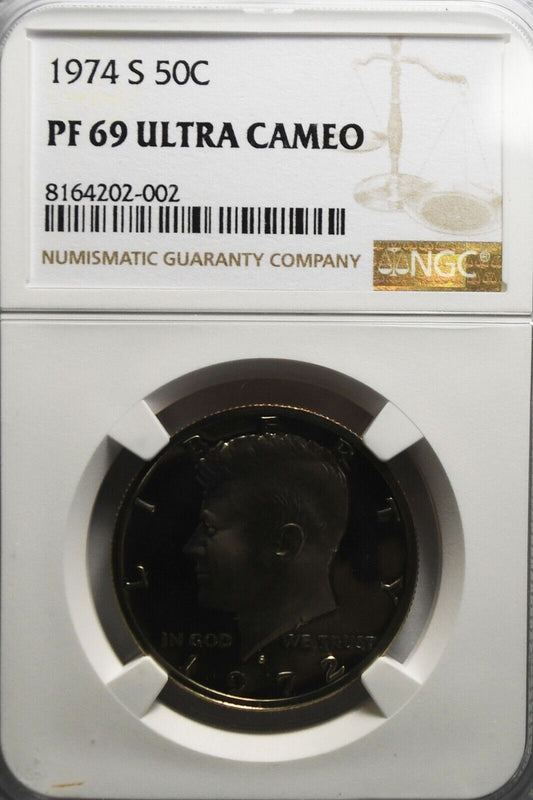 1974 S 50C
PF 69 ULTRA CAMEO
8164202-002
NUMISMATIC GUARANTY COMPANY
NGC®
LIBERTY
IN GOD WE TRUST
S
1972